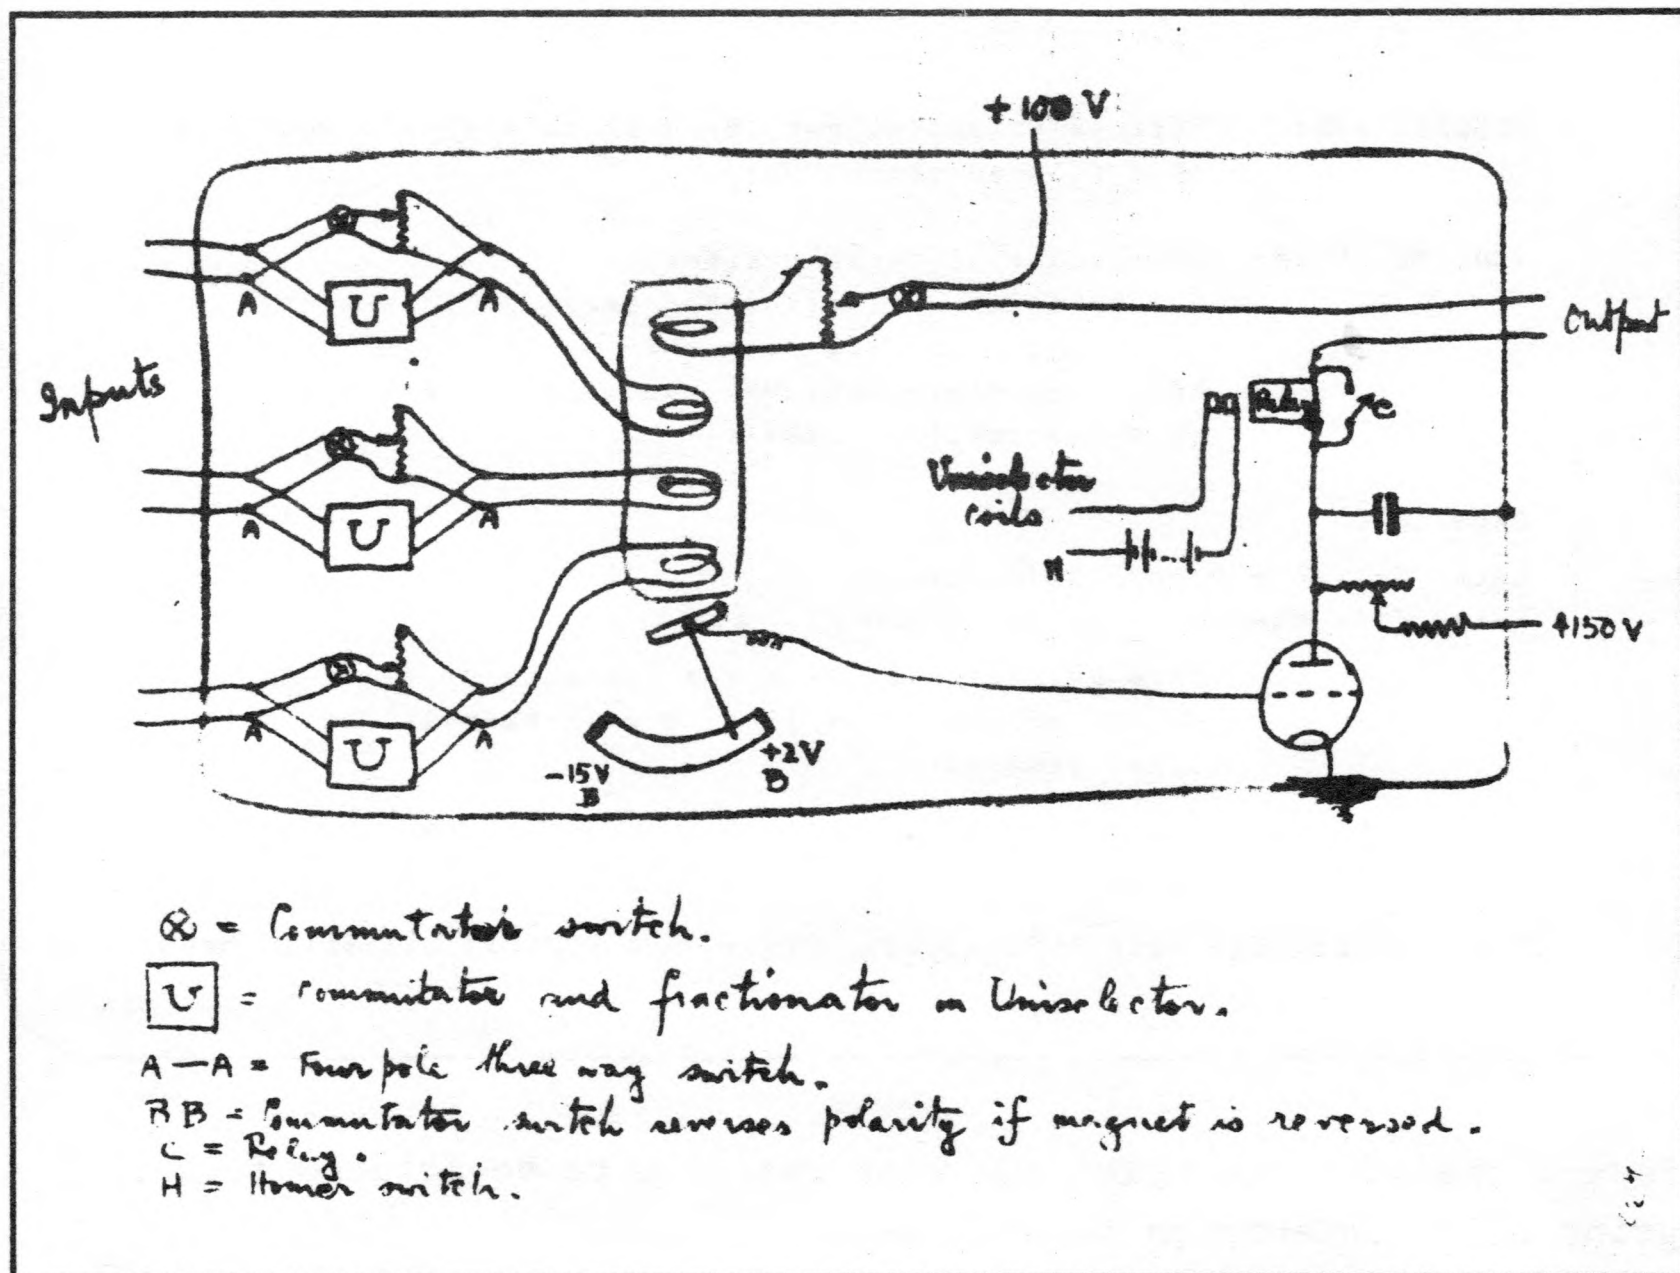 + 100 V
Inputs
A
A
U
A
A
U
A
A
U
Output
Relay
C
Uniselector
coils
H
+150 V
-15V
B
+2V
B
⊗ = Commutator switch.
U = commutator and fractionator on Uniselector.
A — A = Four pole three way switch.
BB = Commutator switch reverses polarity if magnet is reversed.
C = Relay.
H = Homer switch.